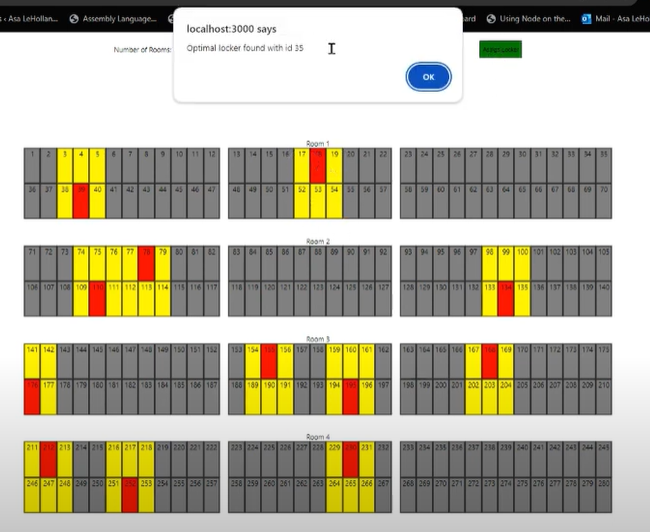 s ‹ Asa LeHollan...
Assembly Language...
ard
Using Node on the...
Mail - Asa LeHo
localhost:3000 says
Optimal locker found with id 35
OK
Number of Rooms:
Assign Locker
Room 1
1 2 3 4 5 6 7 8 9 10 11 12 13 14 15 16 17 18 19 20 21 22 23 24 25 26 27 28 29 30 31 32 33 34 35
36 37 38 39 40 41 42 43 44 45 46 47 48 49 50 51 52 53 54 55 56 57 58 59 60 61 62 63 64 65 66 67 68 69 70
Room 2
71 72 73 74 75 76 77 78 79 80 81 82 83 84 85 86 87 88 89 90 91 92 93 94 95 96 97 98 99 100 101 102 103 104 105
106 107 108 109 110 111 112 113 114 115 116 117 118 119 120 121 122 123 124 125 126 127 128 129 130 131 132 133 134 135 136 137 138 139 140
Room 3
141 142 143 144 145 146 147 148 149 150 151 152 153 154 155 156 157 158 159 160 161 162 163 164 165 166 167 168 169 170 171 172 173 174 175
176 177 178 179 180 181 182 183 184 185 186 187 188 189 190 191 192 193 194 195 196 197 198 199 200 201 202 203 204 205 206 207 208 209 210
Room 4
211 212 213 214 215 216 217 218 219 220 221 222 223 224 225 226 227 228 229 230 231 232 233 234 235 236 237 238 239 240 241 242 243 244 245
246 247 248 249 250 251 252 253 254 255 256 257 258 259 260 261 262 263 264 265 266 267 268 269 270 271 272 273 274 275 276 277 278 279 280